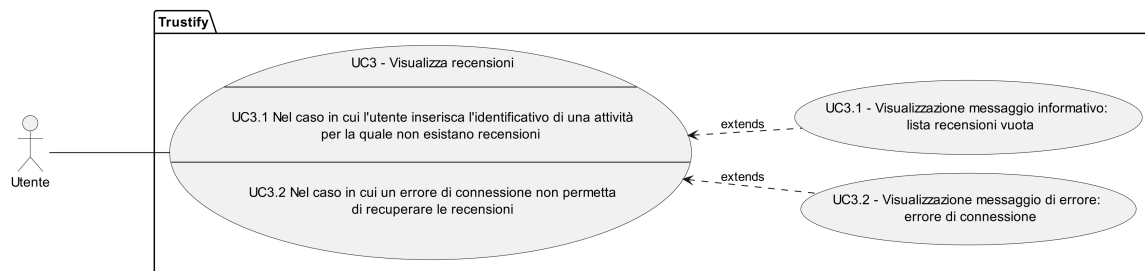 Trustify
UC3 - Visualizza recensioni
UC3.1 Nel caso in cui l'utente inserisca l'identificativo di una attività
per la quale non esistano recensioni
UC3.2 Nel caso in cui un errore di connessione non permetta
di recuperare le recensioni
Utente
extends
UC3.1 - Visualizzazione messaggio informativo:
lista recensioni vuota
extends
UC3.2 - Visualizzazione messaggio di errore:
errore di connessione